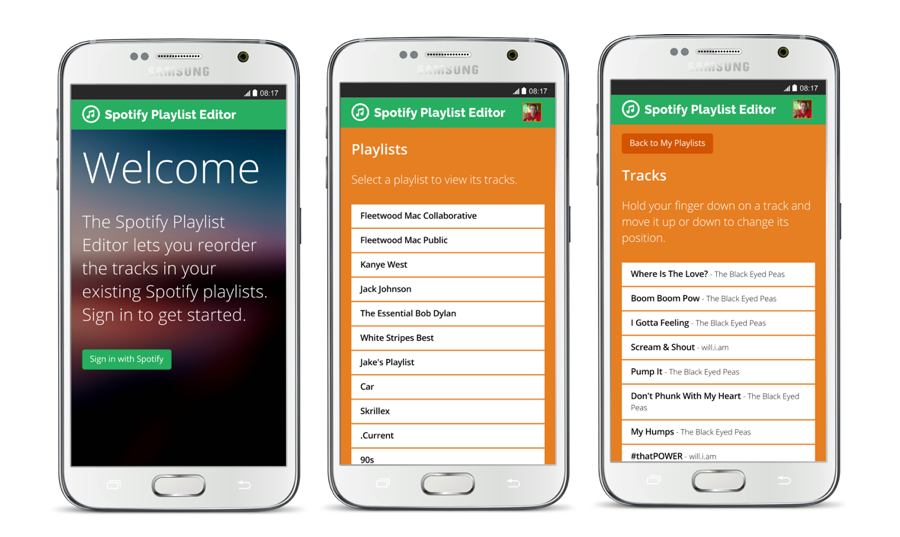 SAMSUNG
08:17
Spotify Playlist Editor
Welcome
The Spotify Playlist
Editor lets you reorder
the tracks in your
existing Spotify playlists.
Sign in to get started.
Sign in with Spotify
SAMSUNG
08:17
Spotify Playlist Editor
Playlists
Select a playlist to view its tracks.
Fleetwood Mac Collaborative
Fleetwood Mac Public
Kanye West
Jack Johnson
The Essential Bob Dylan
White Stripes Best
Jake's Playlist
Car
Skrillex
.Current
90s
SAMSUNG
08:17
Spotify Playlist Editor
Back to My Playlists
Tracks
Hold your finger down on a track and
move it up or down to change its
position.
Where Is The Love? - The Black Eyed Peas
Boom Boom Pow - The Black Eyed Peas
I Gotta Feeling - The Black Eyed Peas
Scream & Shout - will.i.am
Pump It - The Black Eyed Peas
Don't Phunk With My Heart - The Black Eyed
Peas
My Humps - The Black Eyed Peas
#thatPOWER - will.i.am